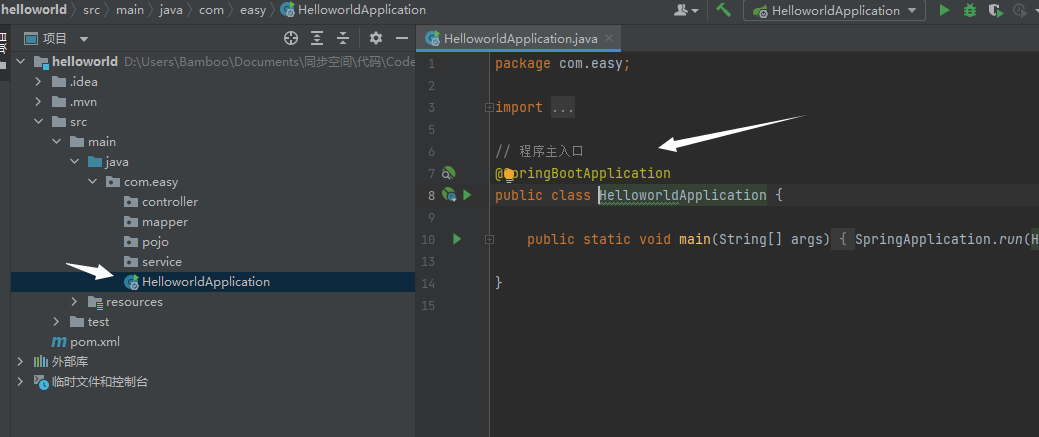 helloworld 〉 src 〉 main 〉 java 〉 com 〉 easy 〉 HelloworldApplication
HelloworldApplication
项目
helloworld D:\Users\Bamboo\Documents\同步空间\代码\Code
.idea
.mvn
src
main
java
com.easy
controller
mapper
pojo
service
HelloworldApplication
resources
test
pom.xml
外部库
临时文件和控制台
HelloworldApplication.java
1 package com.easy;
2
3 import ...
5
6 // 程序主入口
7 @SpringBootApplication
8 public class HelloworldApplication {
9
10 public static void main(String[] args) { SpringApplication.run(H
13
14 }
15